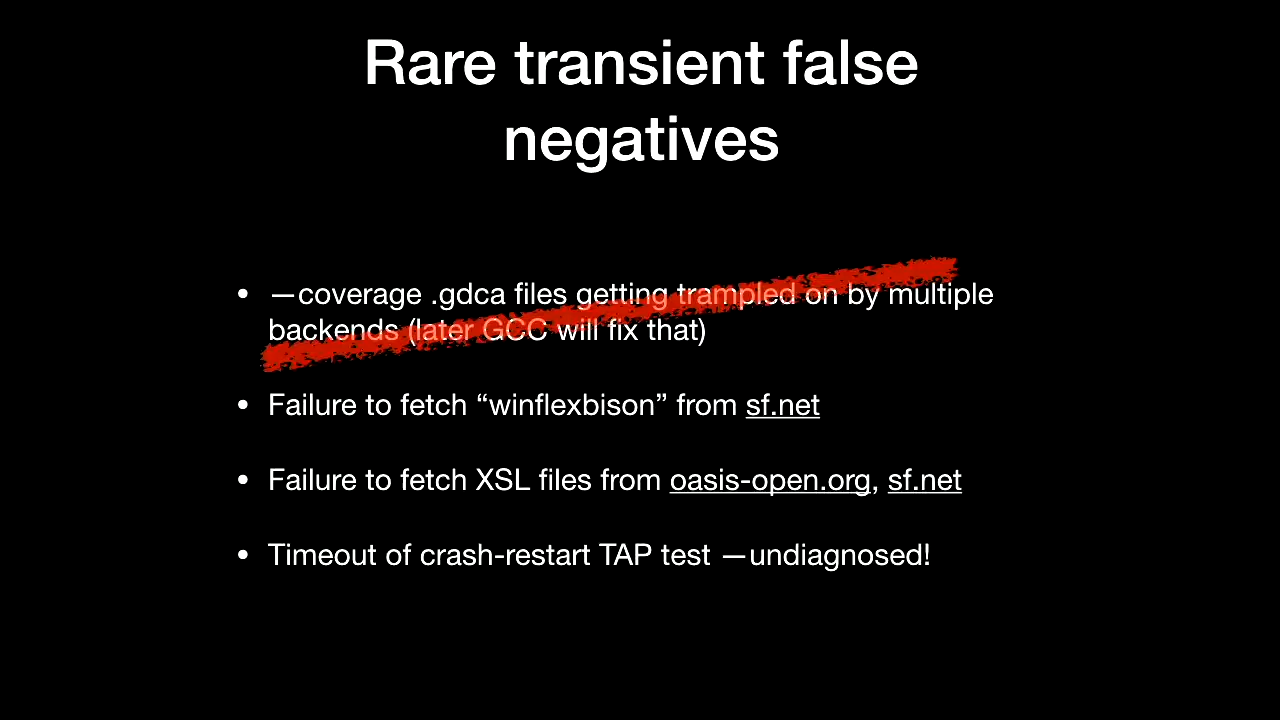 Rare transient false
negatives
• —coverage .gdca files getting trampled on by multiple
backends (later GCC will fix that)
• Failure to fetch “winflexbison” from sf.net
• Failure to fetch XSL files from oasis-open.org, sf.net
• Timeout of crash-restart TAP test —undiagnosed!